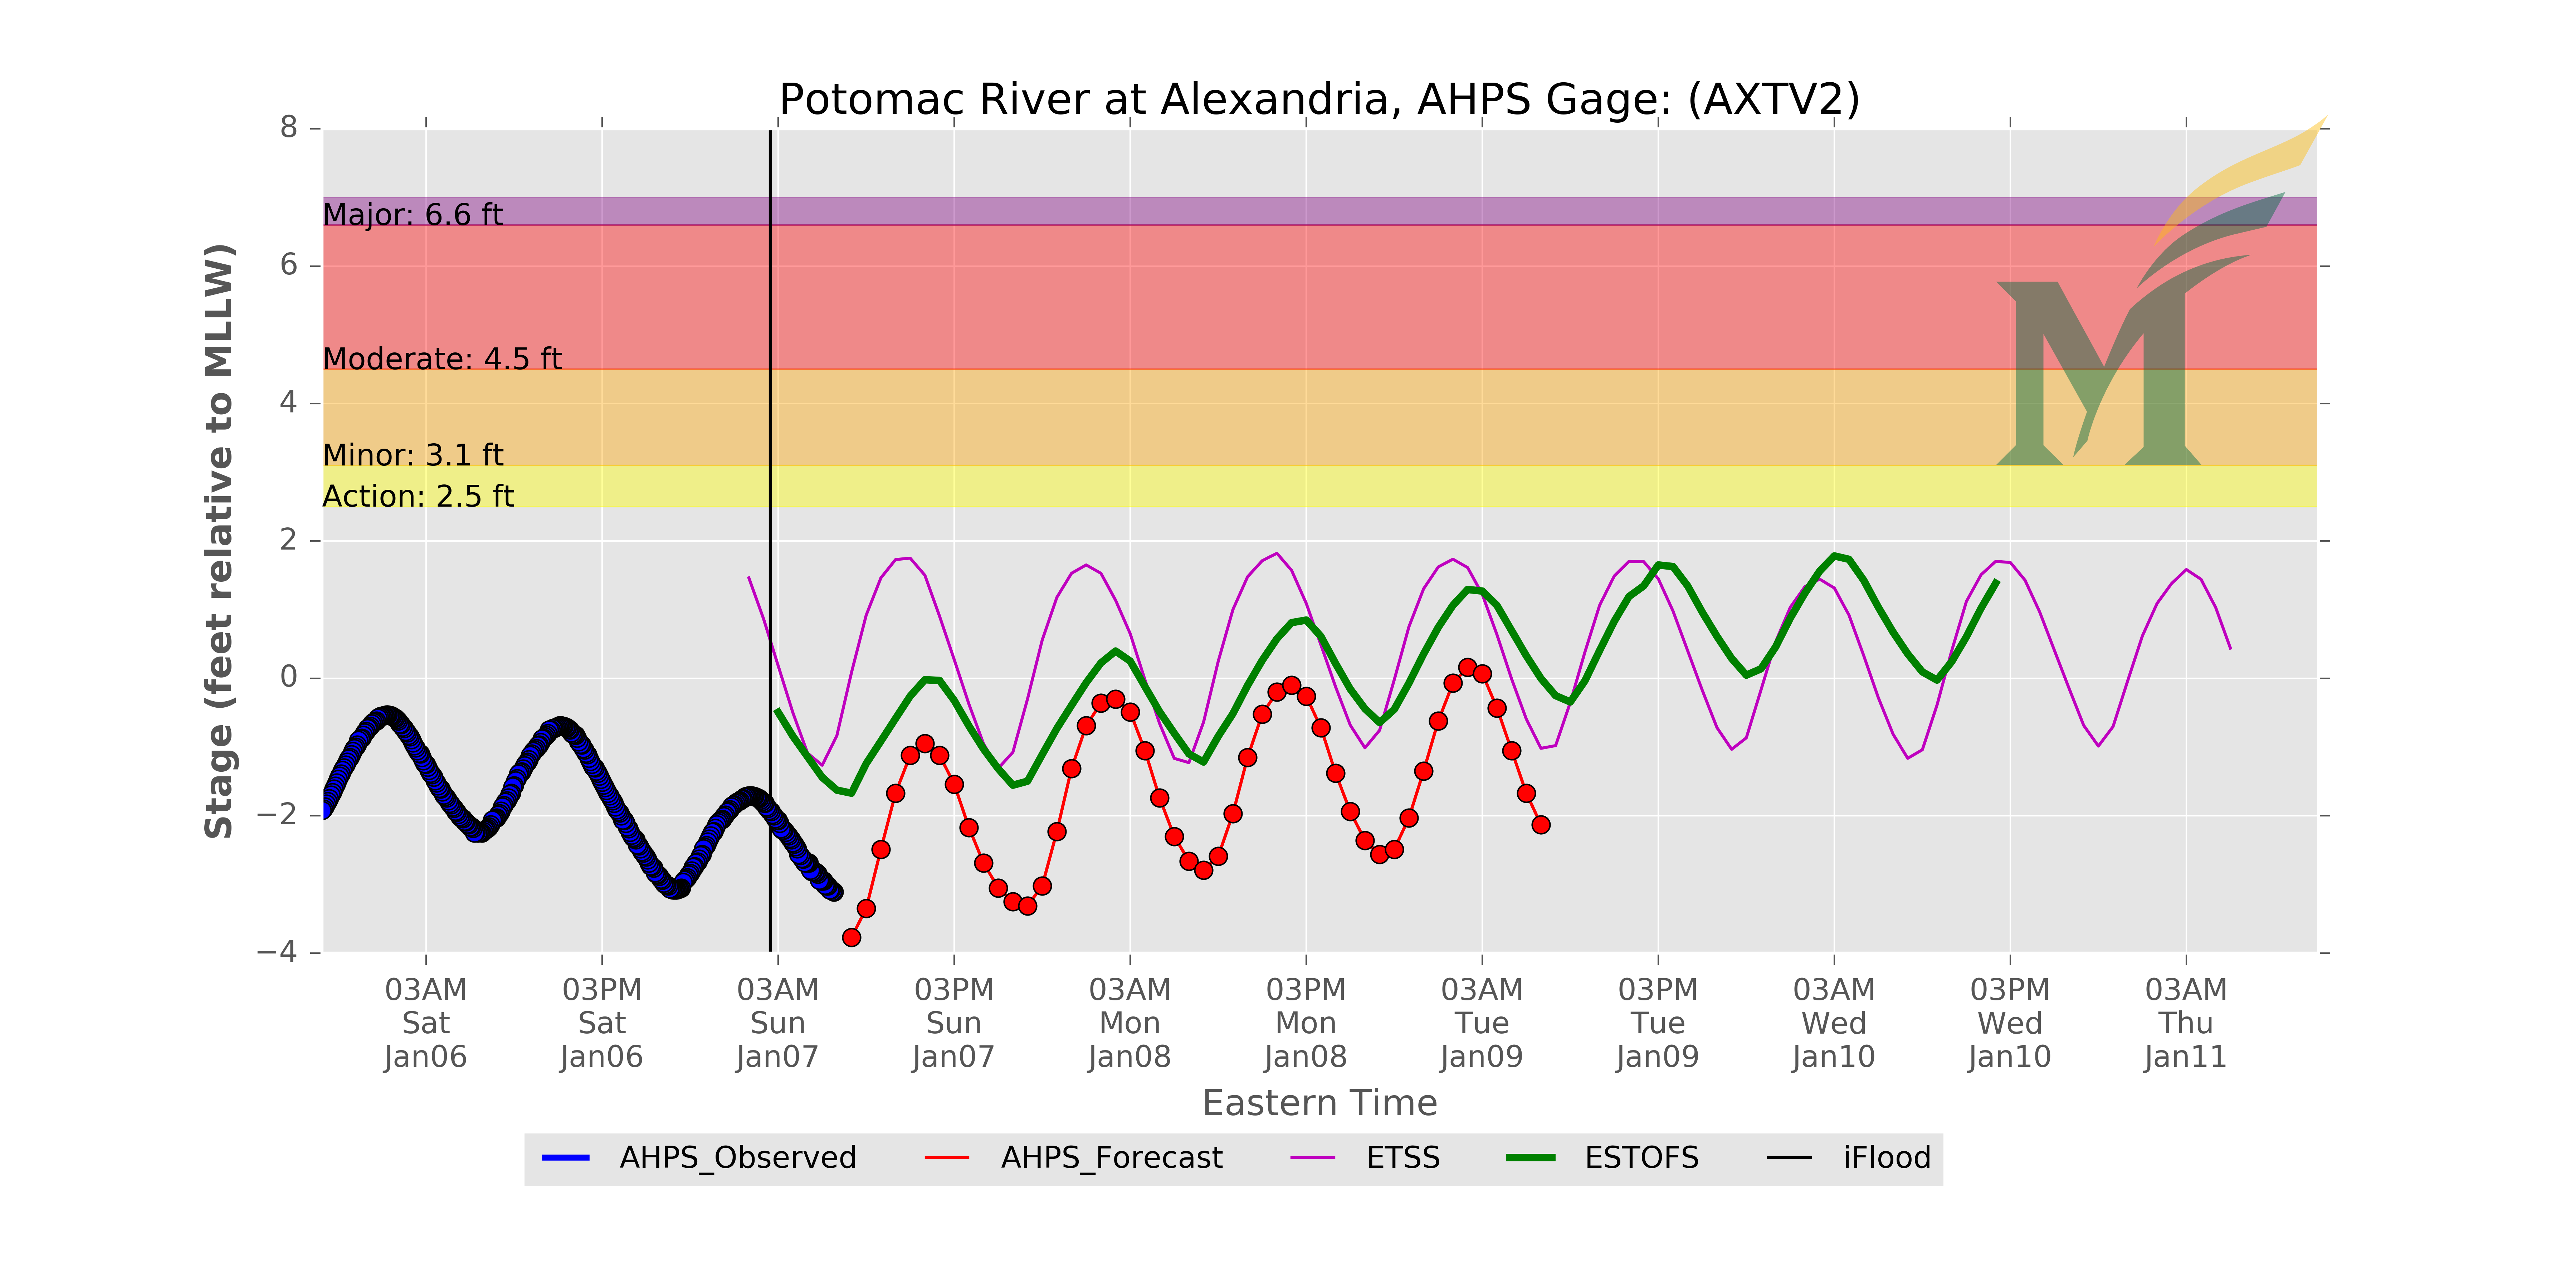 Potomac River at Alexandria, AHPS Gage: (AXTV2)
Stage (feet relative to MLLW)
8
6
4
2
0
−2
−4
Major: 6.6 ft
Moderate: 4.5 ft
Minor: 3.1 ft
Action: 2.5 ft
M
03AM 03PM 03AM 03PM 03AM 03PM 03AM 03PM 03AM 03PM 03AM
Sat Sat Sun Sun Mon Mon Tue Tue Wed Wed Thu
Jan06 Jan06 Jan07 Jan07 Jan08 Jan08 Jan09 Jan09 Jan10 Jan10 Jan11
Eastern Time
AHPS_Observed AHPS_Forecast ETSS ESTOFS iFlood